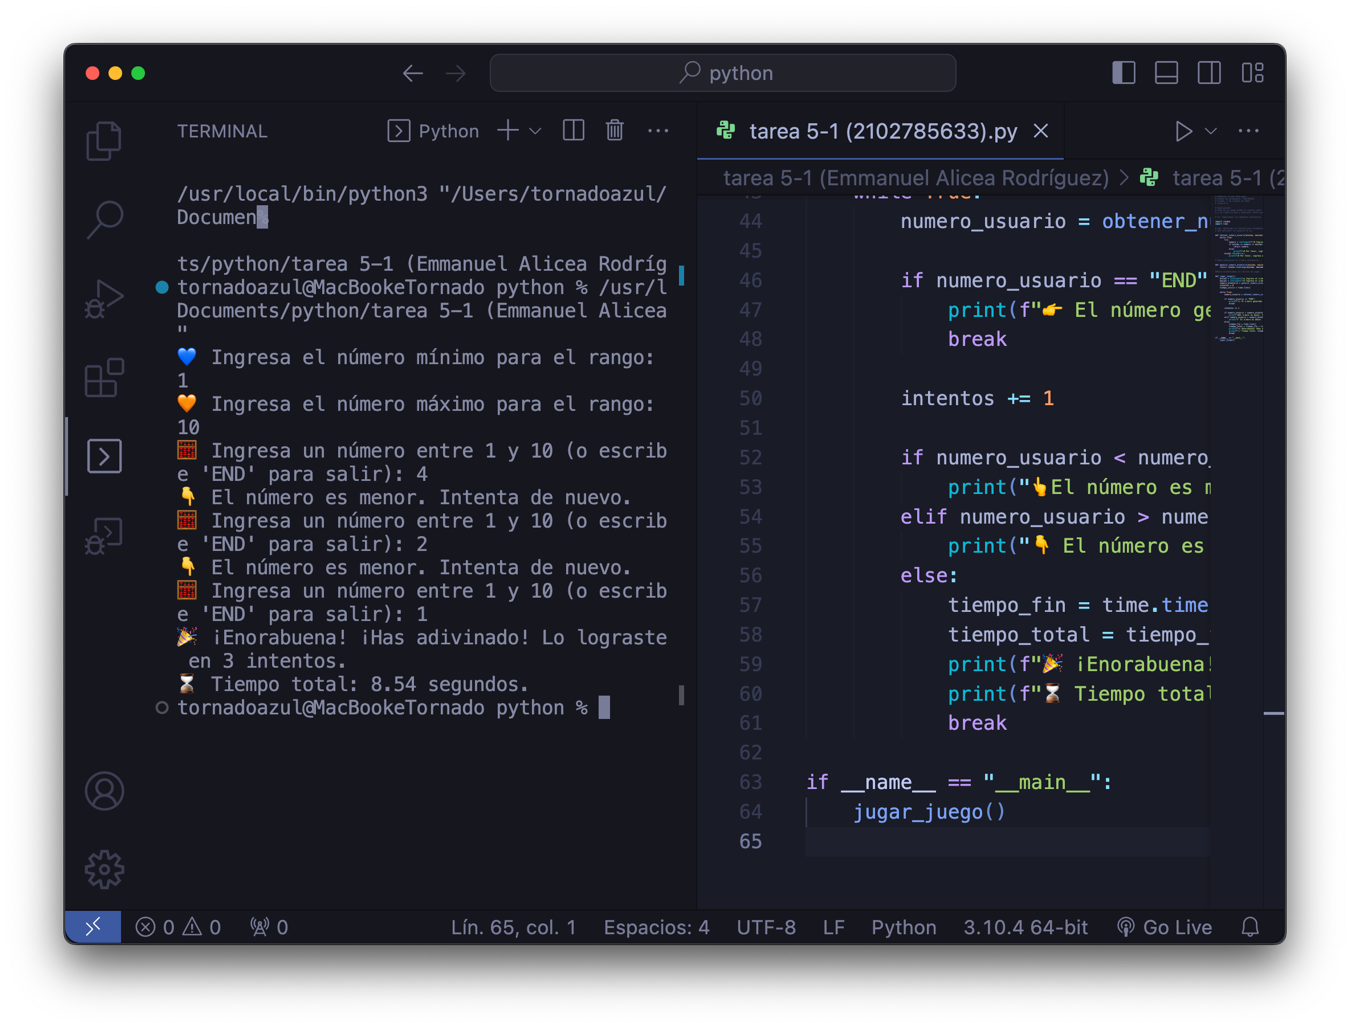 python
TERMINAL
Python
/usr/local/bin/python3 "/Users/tornadoazul/
Documen%
ts/python/tarea 5-1 (Emmanuel Alicea Rodríg
tornadoazul@MacBookeTornado python % /usr/l
Documents/python/tarea 5-1 (Emmanuel Alicea
"
💙 Ingresa el número mínimo para el rango:
1
🧡 Ingresa el número máximo para el rango:
10
🧮 Ingresa un número entre 1 y 10 (o escrib
e 'END' para salir): 4
👇 El número es menor. Intenta de nuevo.
🧮 Ingresa un número entre 1 y 10 (o escrib
e 'END' para salir): 2
👇 El número es menor. Intenta de nuevo.
🧮 Ingresa un número entre 1 y 10 (o escrib
e 'END' para salir): 1
🎉 ¡Enorabuena! ¡Has adivinado! Lo lograste
en 3 intentos.
⏳ Tiempo total: 8.54 segundos.
tornadoazul@MacBookeTornado python %
tarea 5-1 (2102785633).py
tarea 5-1 (Emmanuel Alicea Rodríguez) > tarea 5-1 (2
43 while True:
44 numero_usuario = obtener_n
45
46 if numero_usuario == "END"
47 print(f"👉 El número ge
48 break
49
50 intentos += 1
51
52 if numero_usuario < numero_
53 print("👆El número es m
54 elif numero_usuario > nume
55 print("👇 El número es
56 else:
57 tiempo_fin = time.time
58 tiempo_total = tiempo_
59 print(f"🎉 ¡Enorabuena!
60 print(f"⏳ Tiempo total
61 break
62
63 if __name__ == "__main__":
64 jugar_juego()
65
0 0 0 Lín. 65, col. 1 Espacios: 4 UTF-8 LF Python 3.10.4 64-bit Go Live